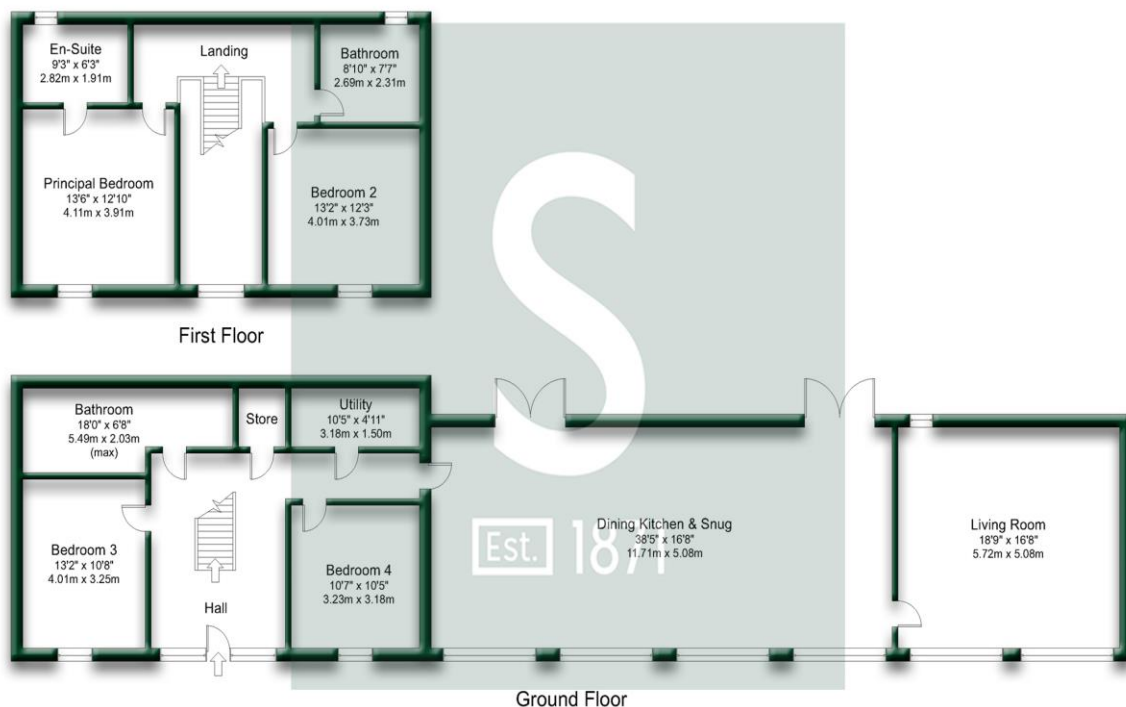 En-Suite
9'3" x 6'3"
2.82m x 1.91m
Landing
Bathroom
8'10" x 7'7"
2.69m x 2.31m
Principal Bedroom
13'6" x 12'10"
4.11m x 3.91m
Bedroom 2
13'2" x 12'3"
4.01m x 3.73m
First Floor
S
Est. 1871
Bathroom
18'0" x 6'8"
5.49m x 2.03m
(max)
Store
Utility
10'5" x 4'11"
3.18m x 1.50m
Bedroom 3
13'2" x 10'8"
4.01m x 3.25m
Hall
Bedroom 4
10'7" x 10'5"
3.23m x 3.18m
Dining Kitchen & Snug
38'5" x 16'8"
11.71m x 5.08m
Living Room
18'9" x 16'8"
5.72m x 5.08m
Ground Floor